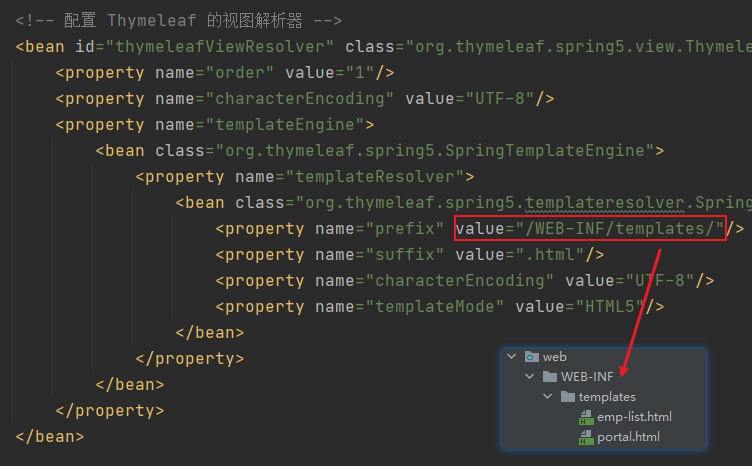 <!-- 配置 Thymeleaf 的视图解析器 -->
<bean id="thymeleafViewResolver" class="org.thymeleaf.spring5.view.Thymele
<property name="order" value="1"/>
<property name="characterEncoding" value="UTF-8"/>
<property name="templateEngine">
<bean class="org.thymeleaf.spring5.SpringTemplateEngine">
<property name="templateResolver">
<bean class="org.thymeleaf.spring5.templateresolver.Spring
<property name="prefix" value="/WEB-INF/templates/"/>
<property name="suffix" value=".html"/>
<property name="characterEncoding" value="UTF-8"/>
<property name="templateMode" value="HTML5"/>
</bean>
</property>
</bean>
</property>
</bean>
web
WEB-INF
templates
emp-list.html
portal.html